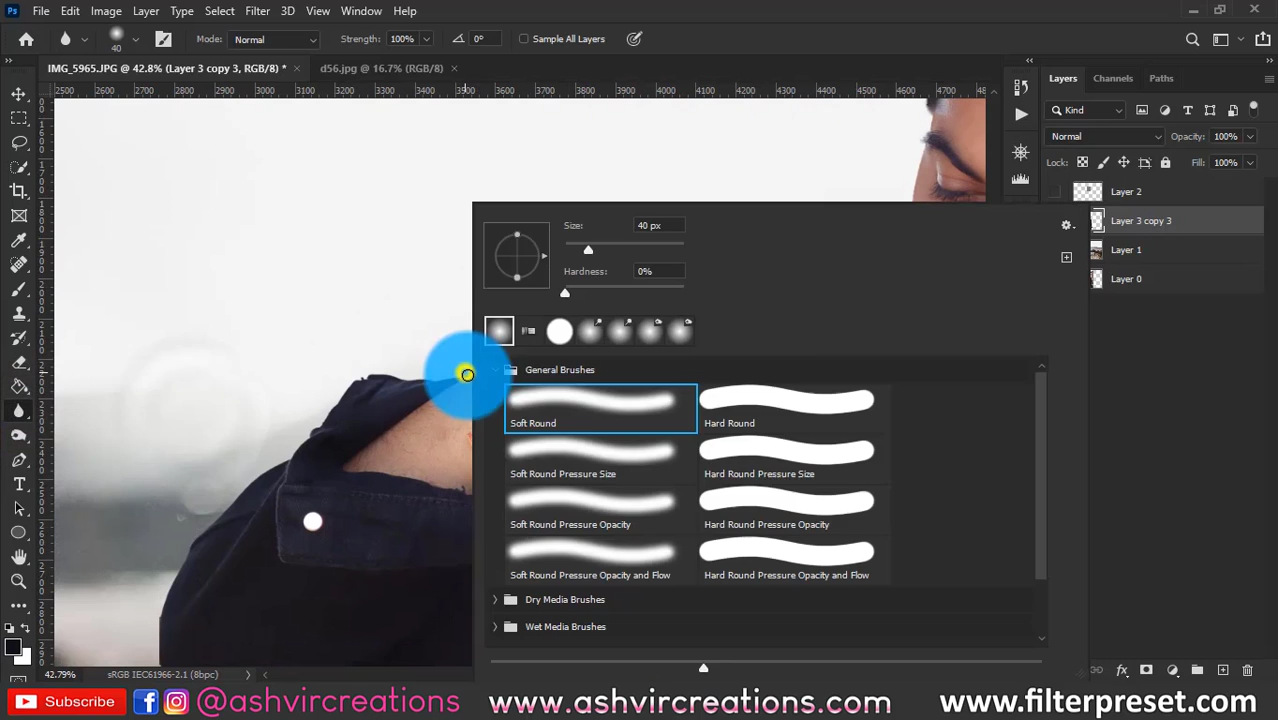 Ps File Edit Image Layer Type Select Filter 3D View Window Help
40 Mode: Normal Strength: 100% 0° Sample All Layers
IMG_5965.JPG @ 42.8% (Layer 3 copy 3, RGB/8) * × d56.jpg @ 16.7% (RGB/8) ×
2500 2600 2700 2800 2900 3000 3100 3200 3300 3400 3500 3600 3700 3800 3900 4000 4100 4200 4300 4400 4500 4600 4700
Layers Channels Paths
Kind
Normal Opacity: 100%
Lock: Fill: 100%
Layer 2
Layer 3 copy 3
Layer 1
Layer 0
Size: 40 px
Hardness: 0%
General Brushes
Soft Round Hard Round
Soft Round Pressure Size Hard Round Pressure Size
Soft Round Pressure Opacity Hard Round Pressure Opacity
Soft Round Pressure Opacity and Flow Hard Round Pressure Opacity and Flow
Dry Media Brushes
Wet Media Brushes
42.79% sRGB IEC61966-2.1 (8bpc)
Subscribe @ashvircreations www.ashvircreations.com www.filterpreset.com